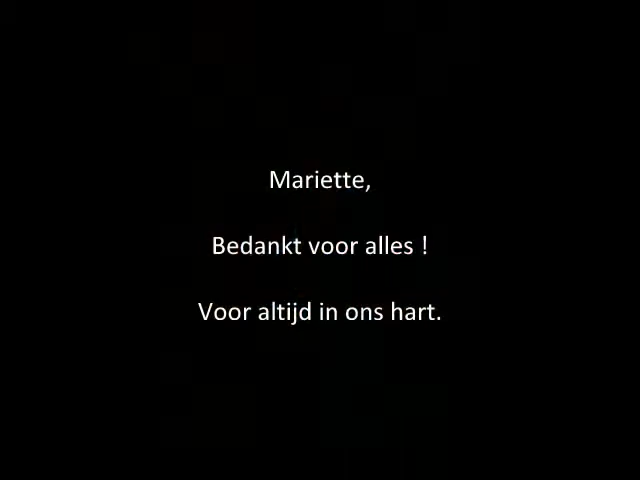 Mariette,
Bedankt voor alles !
Voor altijd in ons hart.